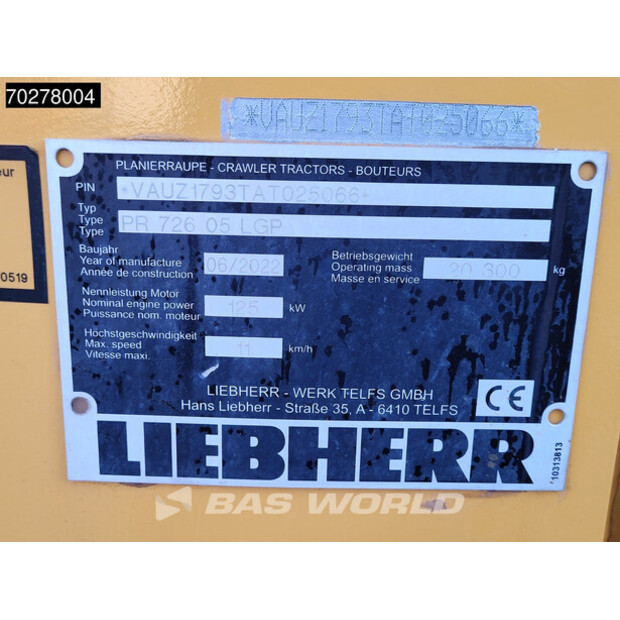 70278004
*VAUZ1793TAT025066*
eur
0519
PLANIERRAUPE - CRAWLER TRACTORS - BOUTEURS
PIN *VAUZ1793TAT025066*
Typ
Type PR 726 05 LGP
Type
Baujahr
Year of manufacture 06/2022
Année de construction
Betriebsgewicht
Operating mass 20 300 kg
Masse en service
Nennleistung Motor
Nominal engine power 125 kW
Puissance nom. moteur
Höchstgeschwindigkeit
Max. speed 11 km/h
Vitesse maxi.
LIEBHERR - WERK TELFS GMBH
Hans Liebherr - Straße 35, A - 6410 TELFS
CE
LIEBHERR
10313813
BAS WORLD